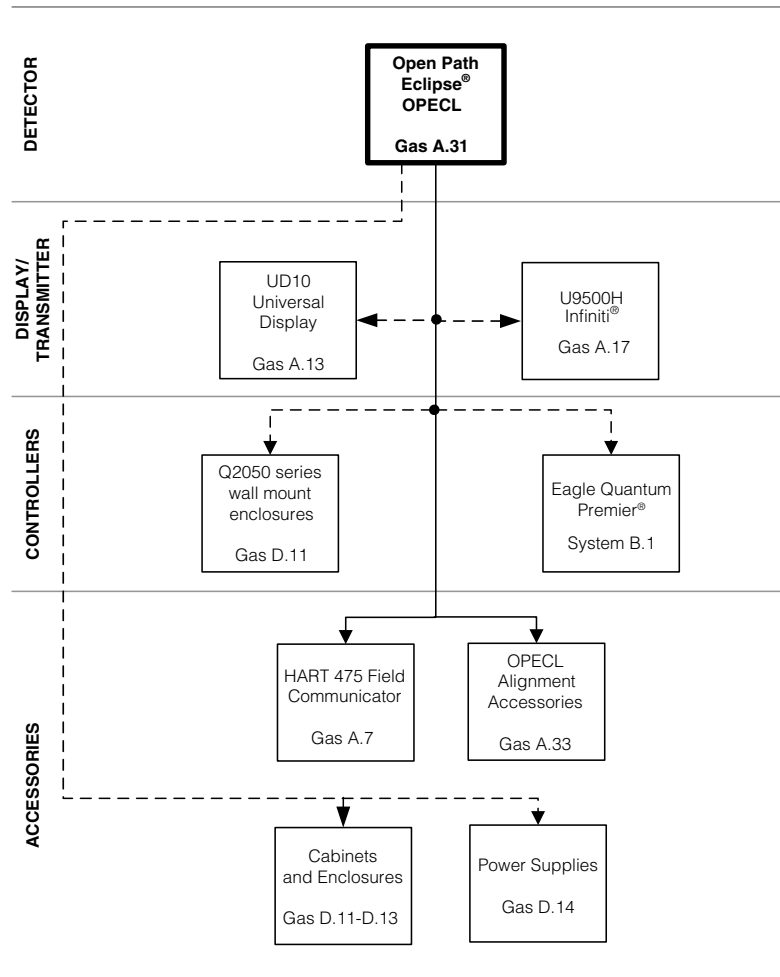 DETECTOR
Open Path
Eclipse®
OPECL
Gas A.31
DISPLAY/
TRANSMITTER
UD10
Universal
Display
Gas A.13
U9500H
Infiniti®
Gas A.17
CONTROLLERS
Q2050 series
wall mount
enclosures
Gas D.11
Eagle Quantum
Premier®
System B.1
ACCESSORIES
HART 475 Field
Communicator
Gas A.7
OPECL
Alignment
Accessories
Gas A.33
Cabinets
and Enclosures
Gas D.11-D.13
Power Supplies
Gas D.14